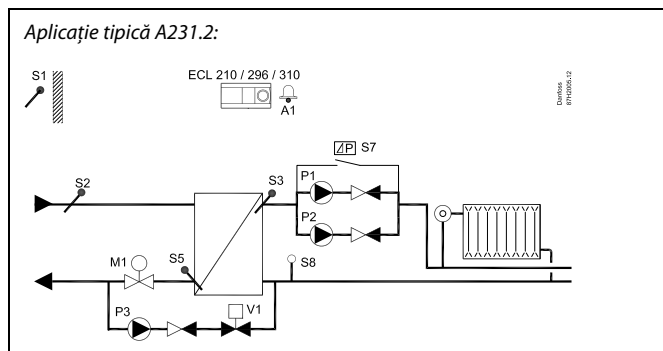 Aplicație tipică A231.2:
S1
ECL 210 / 296 / 310
A1
Danfoss
87H2005.12
P S7
P1
S2
S3
P2
M1
S5
S8
P3
V1